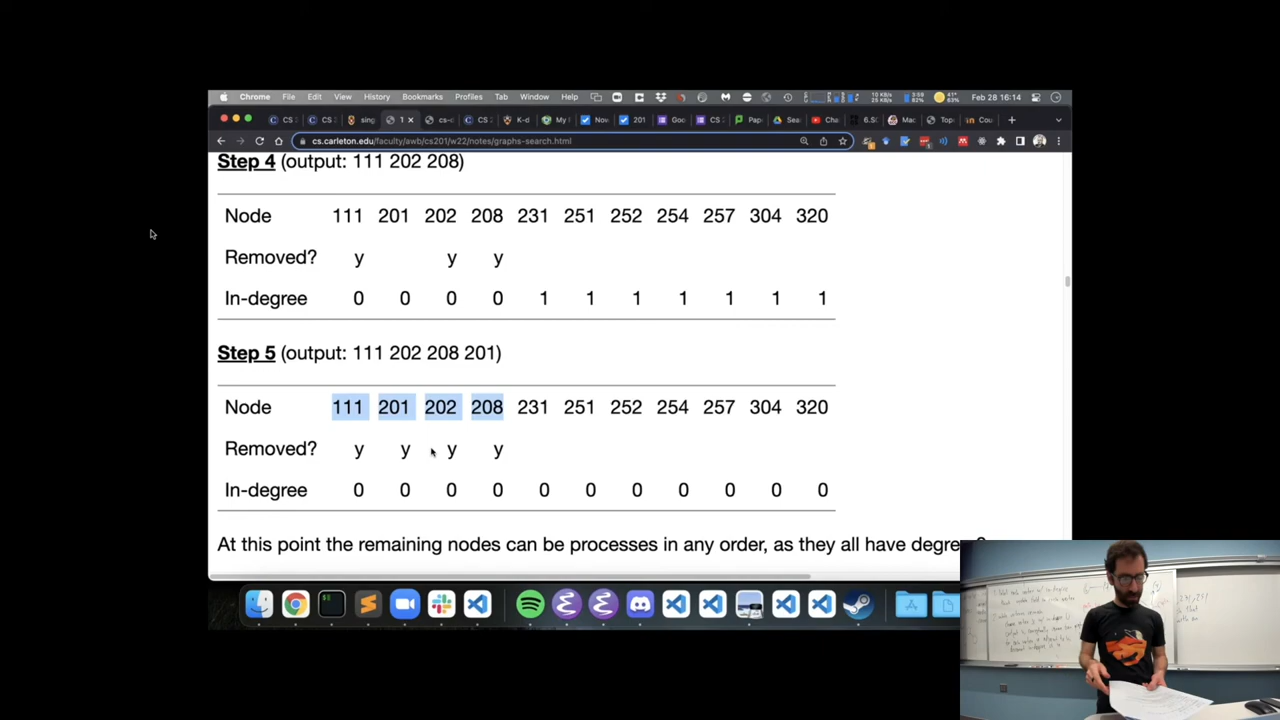 Chrome File Edit View History Bookmarks Profiles Tab Window Help Feb 28 16:14
cs.carleton.edu/faculty/awb/cs201/w22/notes/graphs-search.html
Step 4 (output: 111 202 208)
Node 111 201 202 208 231 251 252 254 257 304 320
Removed? y y y
In-degree 0 0 0 0 1 1 1 1 1 1 1
Step 5 (output: 111 202 208 201)
Node 111 201 202 208 231 251 252 254 257 304 320
Removed? y y y y
In-degree 0 0 0 0 0 0 0 0 0 0 0
At this point the remaining nodes can be processes in any order, as they all have degree